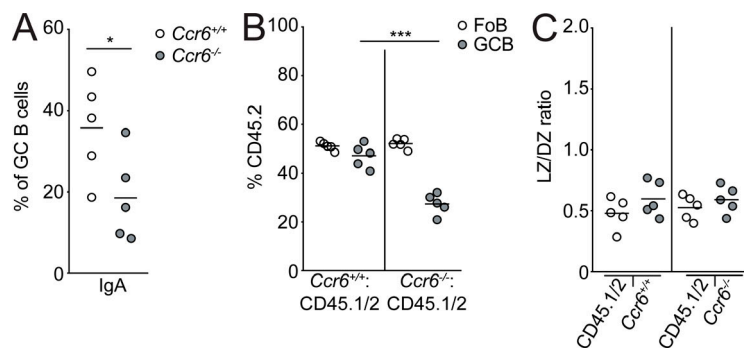 A
60
40
20
0
% of GC B cells
*
Ccr6+/+
Ccr6-/-
IgA
B
100
80
60
40
20
0
% CD45.2
***
FoB
GCB
Ccr6+/+:
CD45.1/2
Ccr6-/-:
CD45.1/2
C
2.0
1.5
1.0
0.5
0
LZ/DZ ratio
CD45.1/2
Ccr6+/+
CD45.1/2
Ccr6-/-